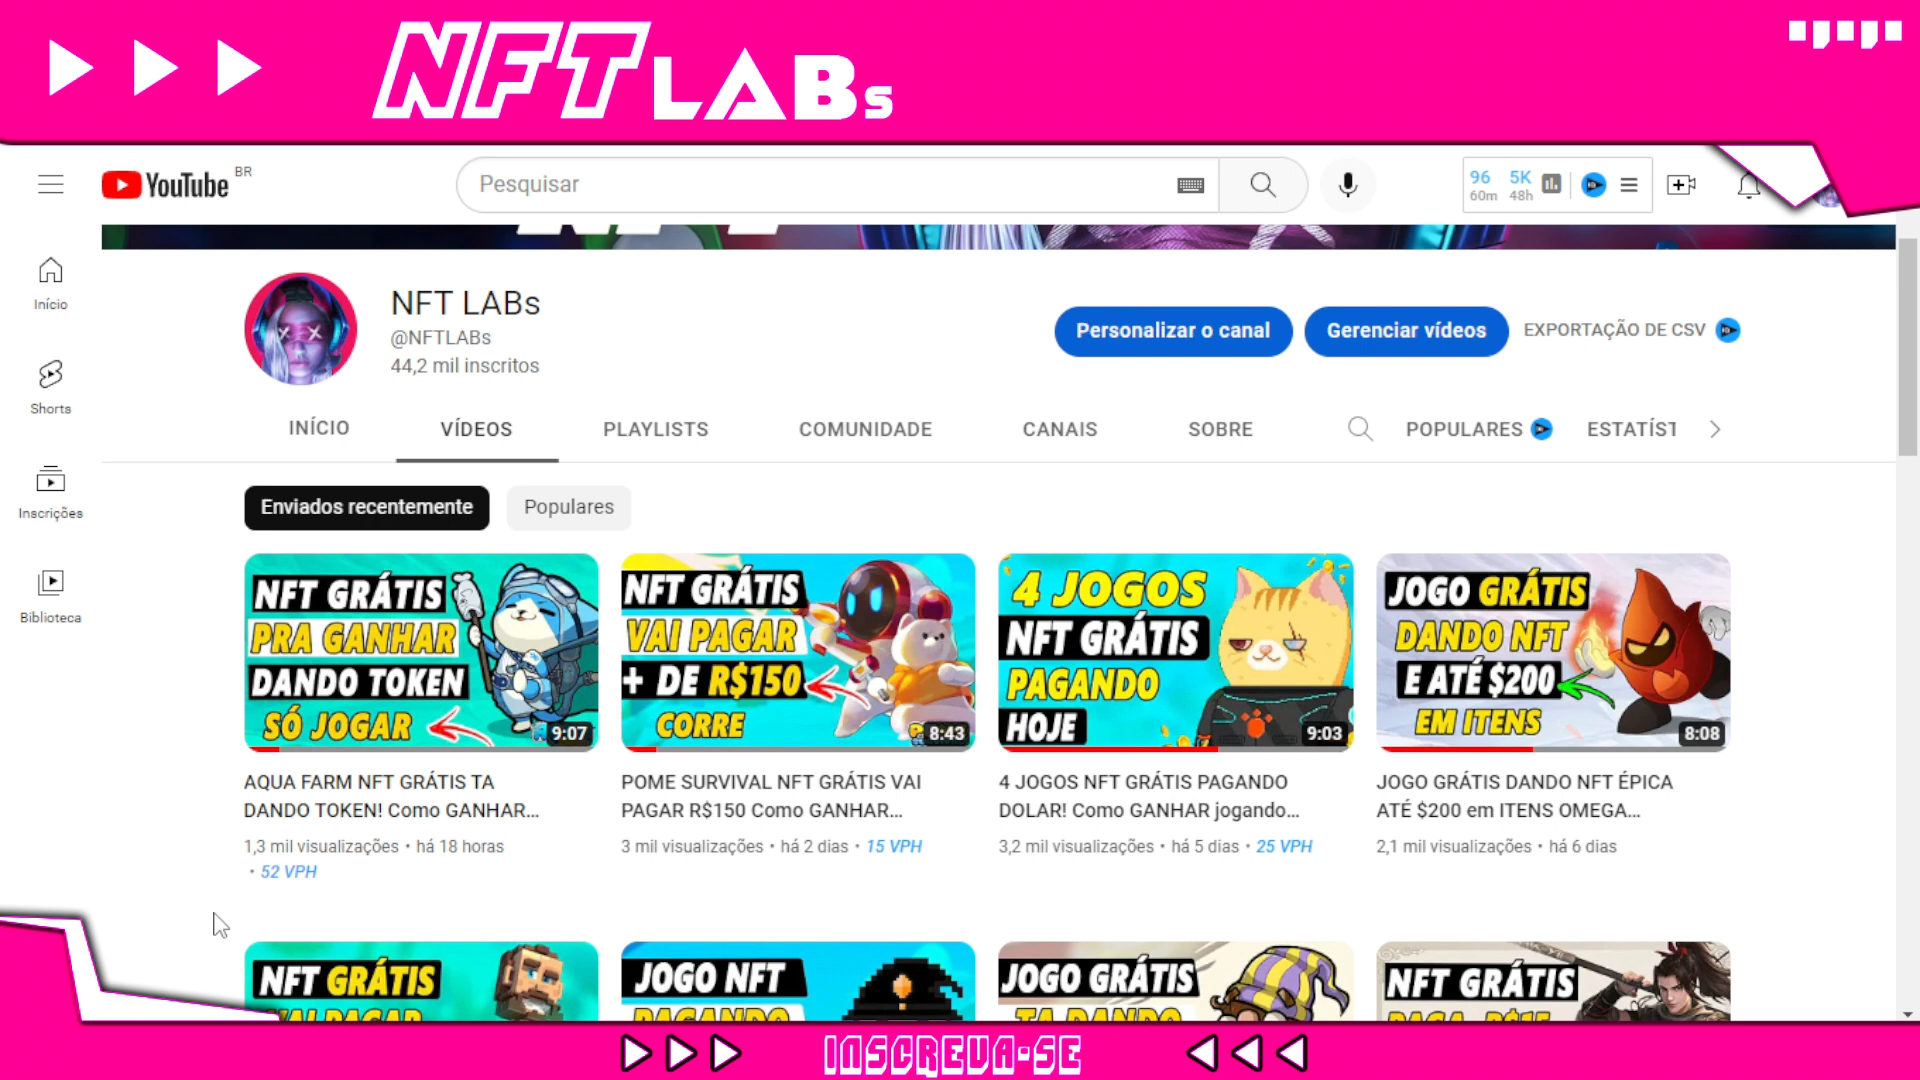 NFT LABs
YouTube BR
Pesquisar
96 5K
60m 48h
Início
Shorts
Inscrições
Biblioteca
NFT LABs
@NFTLABs
44,2 mil inscritos
Personalizar o canal
Gerenciar vídeos
EXPORTAÇÃO DE CSV
INÍCIO
VÍDEOS
PLAYLISTS
COMUNIDADE
CANAIS
SOBRE
POPULARES
ESTATÍST
Enviados recentemente
Populares
NFT GRÁTIS
PRA GANHAR
DANDO TOKEN
SÓ JOGAR
9:07
AQUA FARM NFT GRÁTIS TA
DANDO TOKEN! Como GANHAR...
1,3 mil visualizações • há 18 horas
• 52 VPH
NFT GRÁTIS
VAI PAGAR
+ DE R$150
CORRE
8:43
POME SURVIVAL NFT GRÁTIS VAI
PAGAR R$150 Como GANHAR...
3 mil visualizações • há 2 dias • 15 VPH
4 JOGOS
NFT GRÁTIS
PAGANDO
HOJE
9:03
4 JOGOS NFT GRÁTIS PAGANDO
DOLAR! Como GANHAR jogando...
3,2 mil visualizações • há 5 dias • 25 VPH
JOGO GRÁTIS
DANDO NFT
E ATÉ $200
EM ITENS
8:08
JOGO GRÁTIS DANDO NFT ÉPICA
ATÉ $200 em ITENS OMEGA...
2,1 mil visualizações • há 6 dias
NFT GRÁTIS
VAI PAGAR
JOGO NFT
PAGANDO
JOGO GRÁTIS
TA DANDO
NFT GRÁTIS
INSCREVA-SE